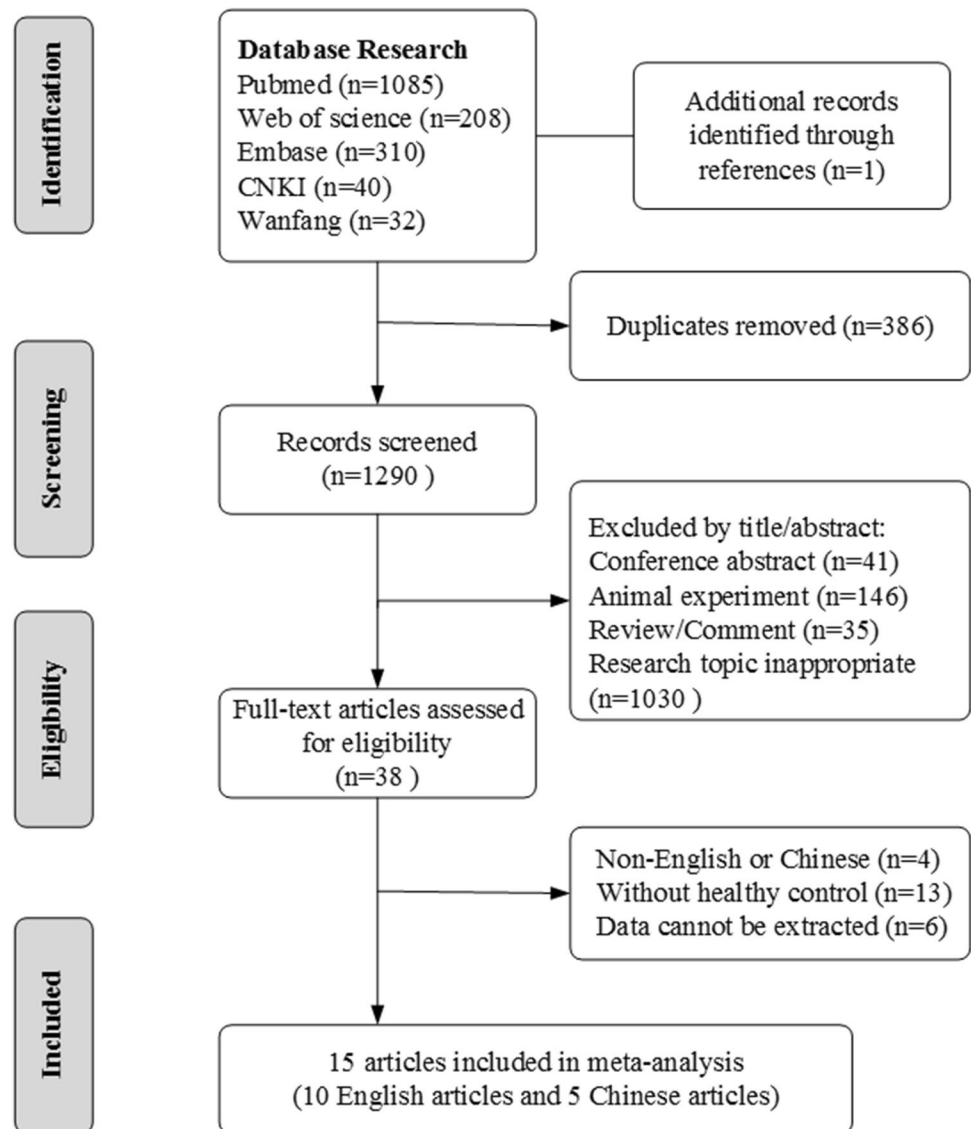 Identification
Database Research
Pubmed (n=1085)
Web of science (n=208)
Embase (n=310)
CNKI (n=40)
Wanfang (n=32)
Additional records
identified through
references (n=1)
Duplicates removed (n=386)
Screening
Records screened
(n=1290 )
Excluded by title/abstract:
Conference abstract (n=41)
Animal experiment (n=146)
Review/Comment (n=35)
Research topic inappropriate
(n=1030 )
Eligibility
Full-text articles assessed
for eligibility
(n=38 )
Non-English or Chinese (n=4)
Without healthy control (n=13)
Data cannot be extracted (n=6)
Included
15 articles included in meta-analysis
(10 English articles and 5 Chinese articles)